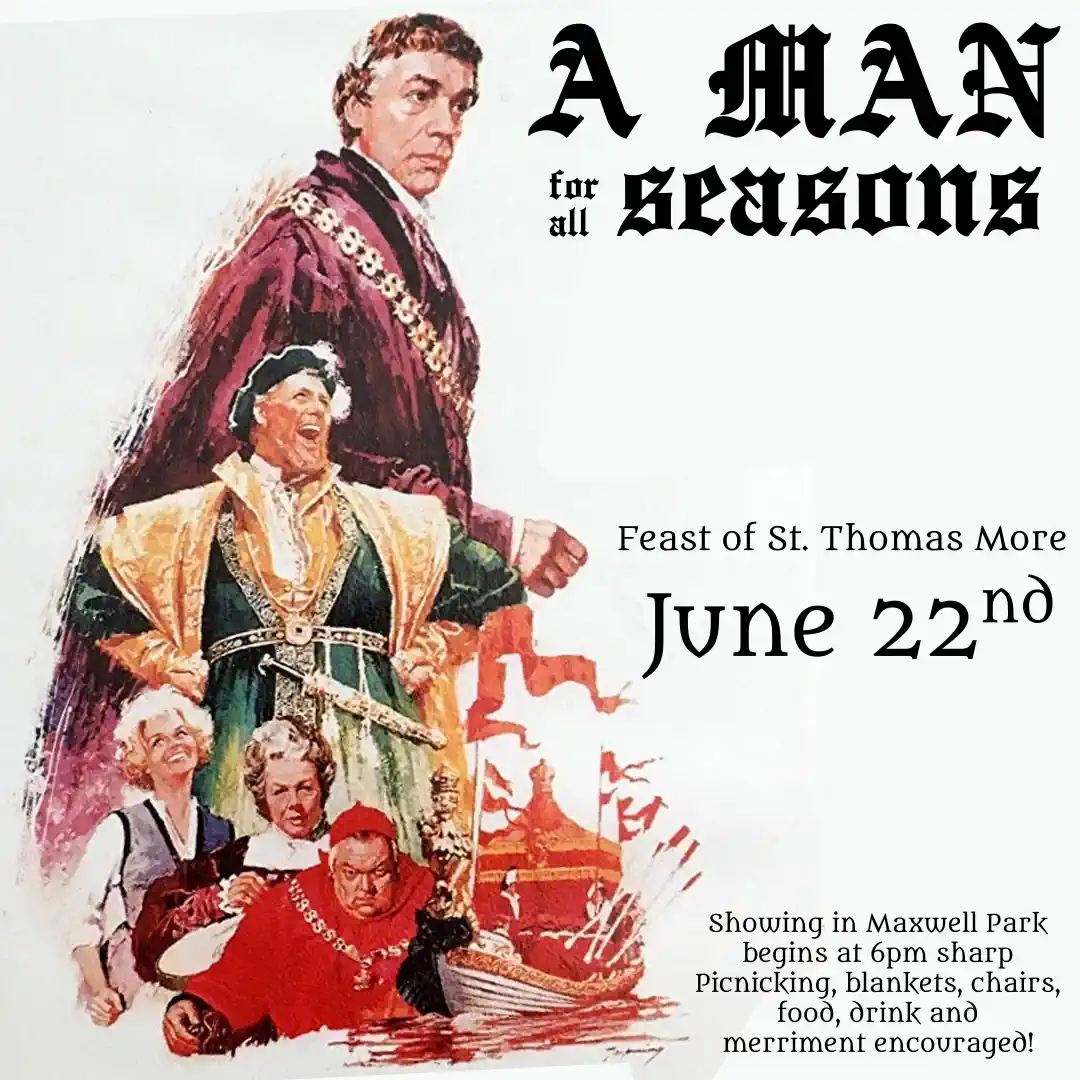 A MAN
for all seasons
Feast of St. Thomas More
June 22nd
Showing in Maxwell Park
begins at 6pm sharp
Picnicking, blankets, chairs,
food, drink and
merriment encouraged!